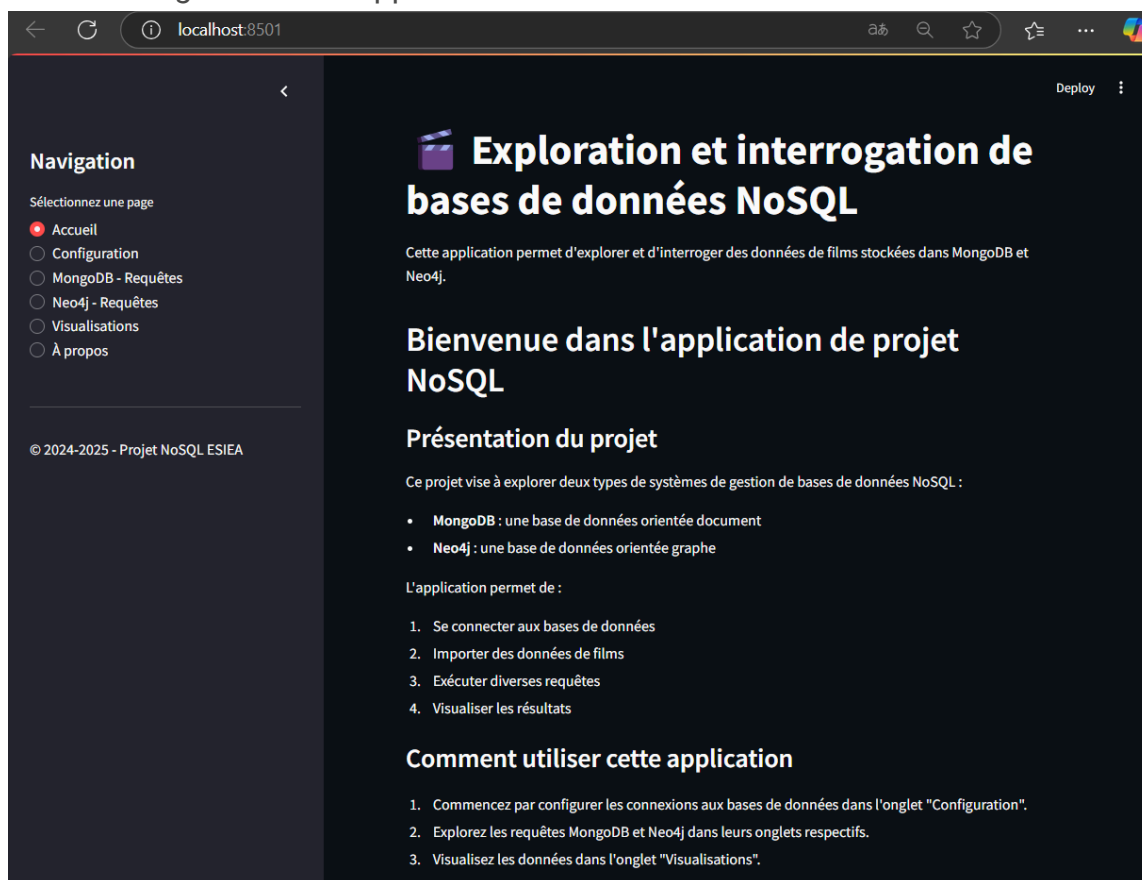 localhost:8501
Deploy
Navigation
Sélectionnez une page
Accueil
Configuration
MongoDB - Requêtes
Neo4j - Requêtes
Visualisations
À propos
© 2024-2025 - Projet NoSQL ESIEA
Exploration et interrogation de
bases de données NoSQL
Cette application permet d'explorer et d'interroger des données de films stockées dans MongoDB et
Neo4j.
Bienvenue dans l'application de projet
NoSQL
Présentation du projet
Ce projet vise à explorer deux types de systèmes de gestion de bases de données NoSQL :
• MongoDB : une base de données orientée document
• Neo4j : une base de données orientée graphe
L'application permet de :
1. Se connecter aux bases de données
2. Importer des données de films
3. Exécuter diverses requêtes
4. Visualiser les résultats
Comment utiliser cette application
1. Commencez par configurer les connexions aux bases de données dans l'onglet "Configuration".
2. Explorez les requêtes MongoDB et Neo4j dans leurs onglets respectifs.
3. Visualisez les données dans l'onglet "Visualisations".